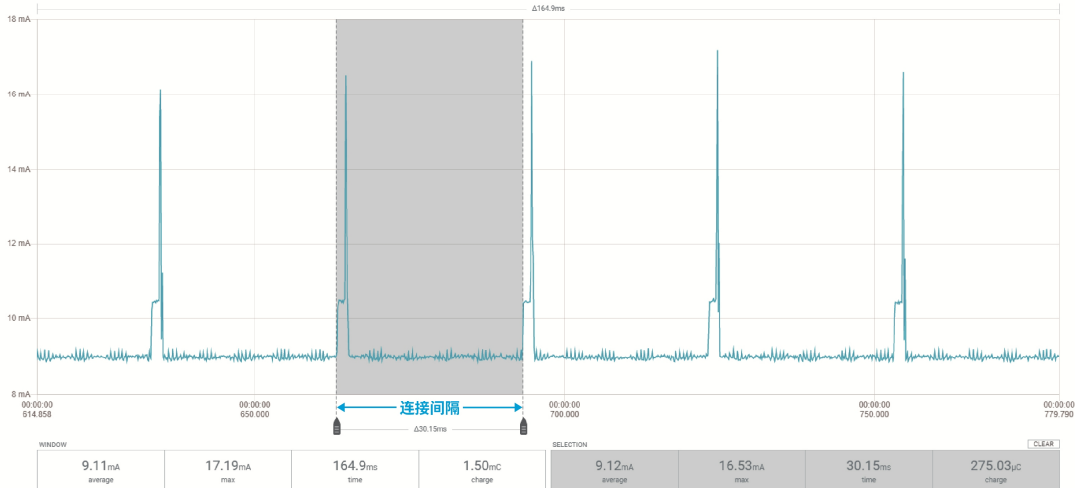 Δ164.9ms
18 mA
16 mA
14 mA
12 mA
10 mA
8 mA
00:00:00 00:00:00 00:00:00 00:00:00 00:00:00
614.858 650.000 700.000 750.000 779.790
连接间隔
Δ30.15ms
WINDOW SELECTION CLEAR
9.11mA 17.19mA 164.9ms 1.50mC 9.12mA 16.53mA 30.15ms 275.03μC
average max time charge average max time charge